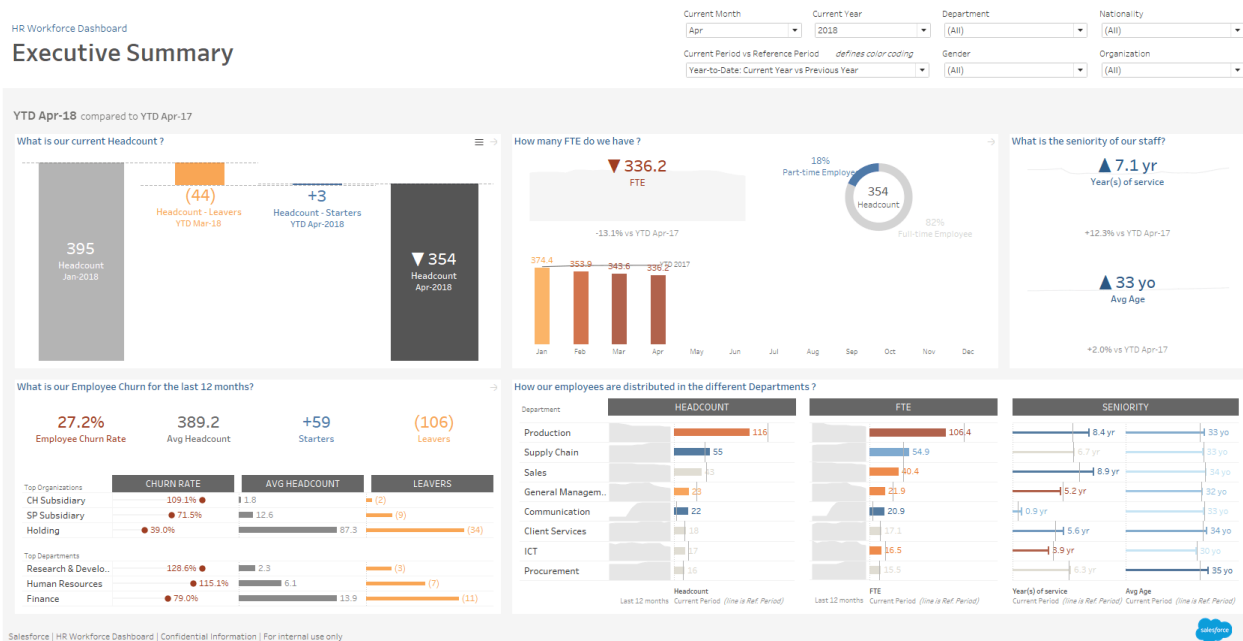 HR Workforce Dashboard
Executive Summary
Current Month
Current Year
Department
Nationality
Apr
2018
(All)
(All)
Current Period vs Reference Period defines color coding
Gender
Organization
Year-to-Date: Current Year vs Previous Year
(All)
(All)
YTD Apr-18 compared to YTD Apr-17
What is our current Headcount ?
395
Headcount
Jan-2018
(44)
Headcount - Leavers
YTD Mar-18
+3
Headcount - Starters
YTD Apr-2018
▼ 354
Headcount
Apr-2018
How many FTE do we have ?
▼ 336.2
FTE
-13.1% vs YTD Apr-17
18%
Part-time Employe
354
Headcount
82%
Full-time Employee
374.4 353.9 343.6 336.2 YTD 2017
Jan Feb Mar Apr May Jun Jul Aug Sep Oct Nov Dec
What is the seniority of our staff?
▲ 7.1 yr
Year(s) of service
+12.3% vs YTD Apr-17
▲ 33 yo
Avg Age
+2.0% vs YTD Apr-17
What is our Employee Churn for the last 12 months?
27.2%
Employee Churn Rate
389.2
Avg Headcount
+59
Starters
(106)
Leavers
Top Organizations CHURN RATE AVG HEADCOUNT LEAVERS
CH Subsidiary 109.1% 1.8 (2)
SP Subsidiary 71.5% 12.6 (9)
Holding 39.0% 87.3 (34)
Top Departments
Research & Develo.. 128.6% 2.3 (3)
Human Resources 115.1% 6.1 (7)
Finance 79.0% 13.9 (11)
How our employees are distributed in the different Departments ?
Department HEADCOUNT FTE SENIORITY
Production 116 106.4 8.4 yr 33 yo
Supply Chain 55 54.9 6.7 yr 33 yo
Sales 43 40.4 8.9 yr 34 yo
General Managem.. 23 21.9 5.2 yr 32 yo
Communication 22 20.9 0.9 yr 33 yo
Client Services 18 17.1 5.6 yr 34 yo
ICT 17 16.5 3.9 yr 30 yo
Procurement 16 15.5 6.3 yr 35 yo
Headcount FTE Year(s) of service Avg Age
Last 12 months Current Period (line is Ref. Period) Last 12 months Current Period (line is Ref. Period) Current Period (line is Ref. Period) Current Period (line is Ref. Period)
Salesforce | HR Workforce Dashboard | Confidential Information | For internal use only
salesforce